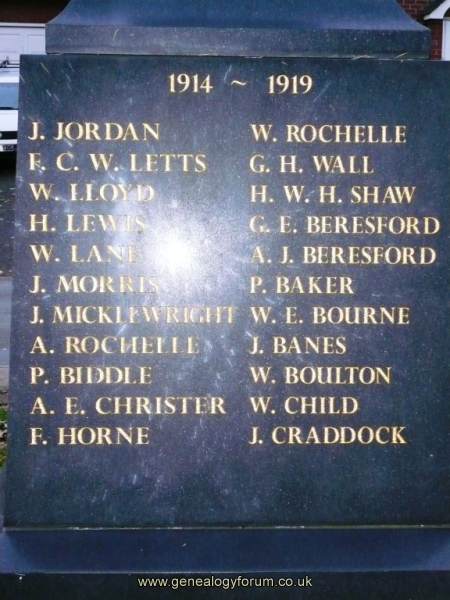 1914 ~ 1919
J. JORDAN
F. C. W. LETTS
W. LLOYD
H. LEWIS
W. LANE
J. MORRIS
J. MICKLEWRIGHT
A. ROCHELLE
P. BIDDLE
A. E. CHRISTER
F. HORNE
W. ROCHELLE
G. H. WALL
H. W. H. SHAW
G. E. BERESFORD
A. J. BERESFORD
P. BAKER
W. E. BOURNE
J. BANES
W. BOULTON
W. CHILD
J. CRADDOCK
www.genealogyforum.co.uk